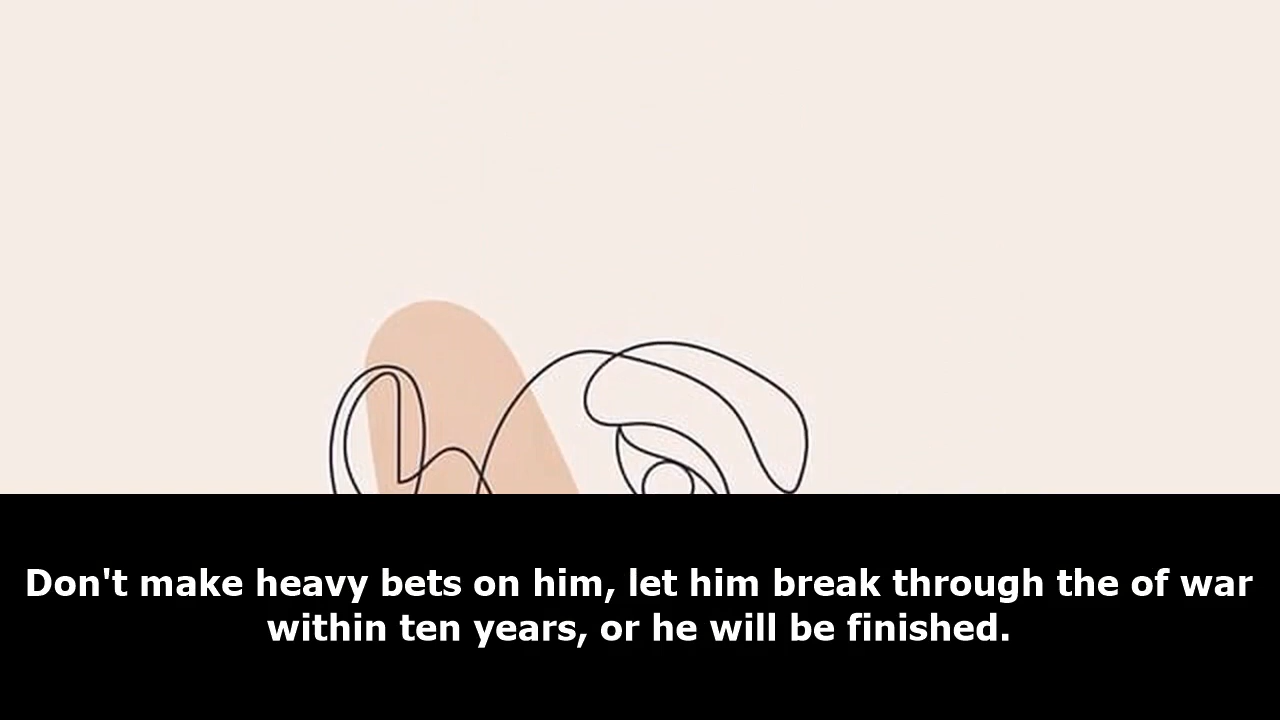 Don't make heavy bets on him, let him break through the of war
within ten years, or he will be finished.